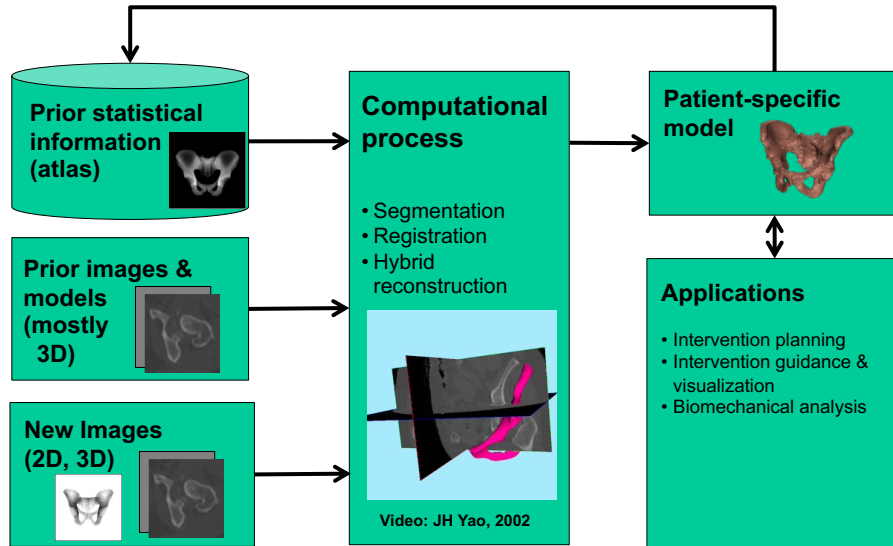 Prior statistical
information
(atlas)
Prior images &
models
(mostly
3D)
New Images
(2D, 3D)
Computational
process
• Segmentation
• Registration
• Hybrid
reconstruction
Video: JH Yao, 2002
Patient-specific
model
Applications
• Intervention planning
• Intervention guidance &
visualization
• Biomechanical analysis